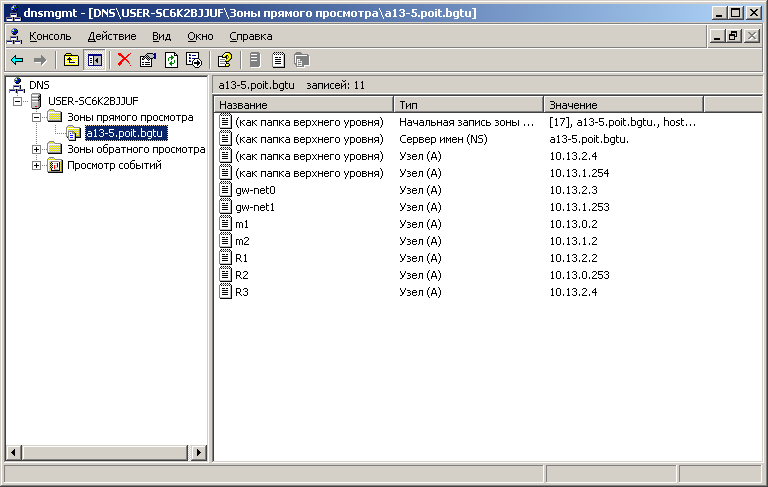 dnsmgmt - [DNS\USER-SC6K2BJJUF\Зоны прямого просмотра\a13-5.poit.bgtu]
Консоль Действие Вид Окно Справка
DNS
USER-SC6K2BJJUF
Зоны прямого просмотра
a13-5.poit.bgtu
Зоны обратного просмотра
Просмотр событий
a13-5.poit.bgtu записей: 11
Название Тип Значение
(как папка верхнего уровня) Начальная запись зоны ... [17], a13-5.poit.bgtu., host...
(как папка верхнего уровня) Сервер имен (NS) a13-5.poit.bgtu.
(как папка верхнего уровня) Узел (A) 10.13.2.4
(как папка верхнего уровня) Узел (A) 10.13.1.254
gw-net0 Узел (A) 10.13.2.3
gw-net1 Узел (A) 10.13.1.253
m1 Узел (A) 10.13.0.2
m2 Узел (A) 10.13.1.2
R1 Узел (A) 10.13.2.2
R2 Узел (A) 10.13.0.253
R3 Узел (A) 10.13.2.4